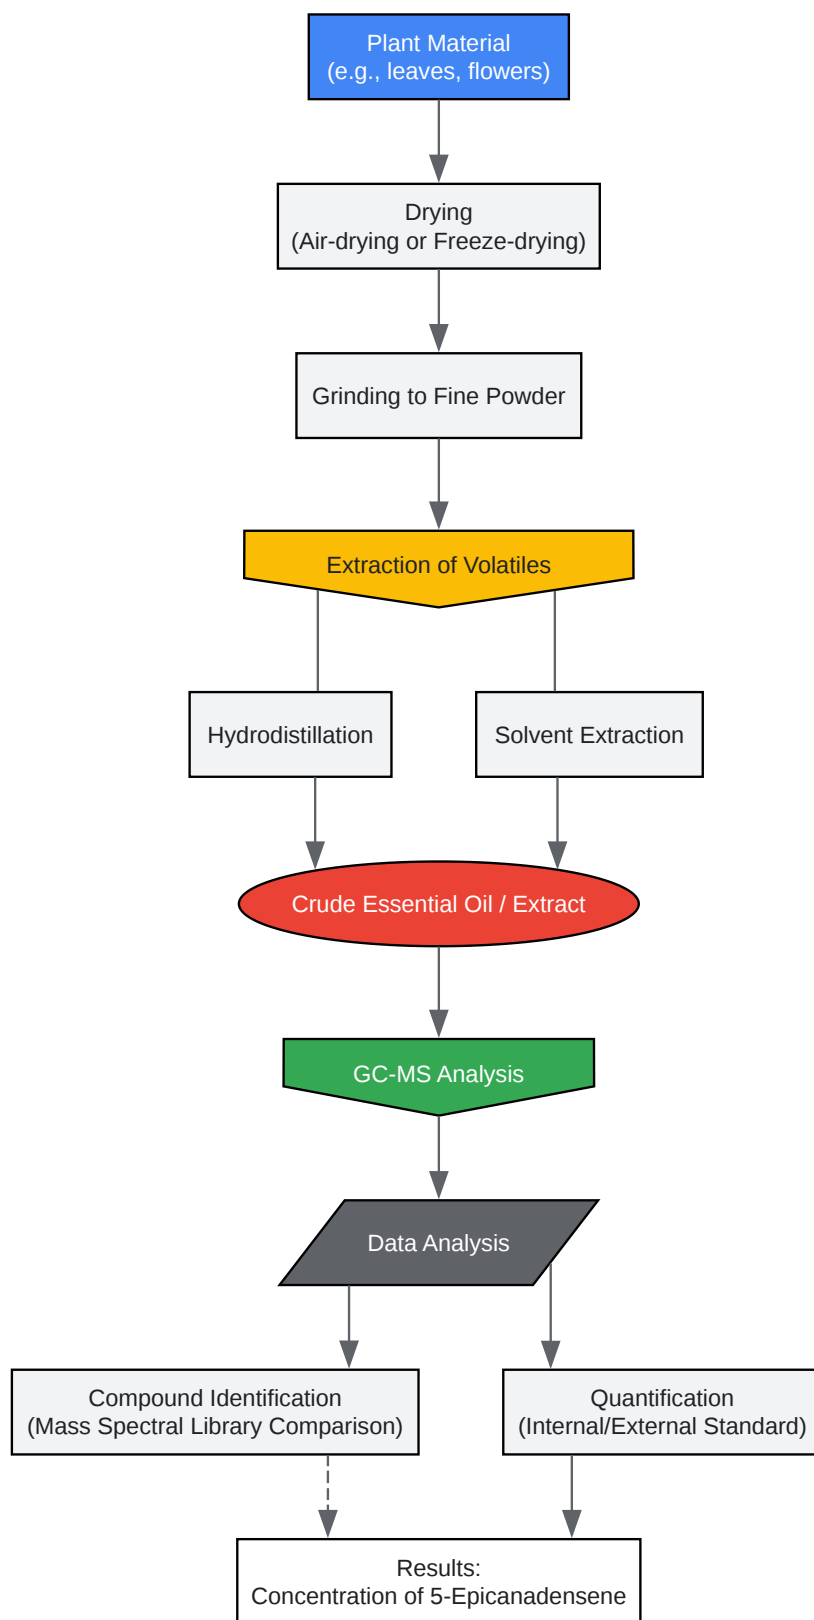 Plant Material
(e.g., leaves, flowers)
Drying
(Air-drying or Freeze-drying)
Grinding to Fine Powder
Extraction of Volatiles
Hydrodistillation
Solvent Extraction
Crude Essential Oil / Extract
GC-MS Analysis
Data Analysis
Compound Identification
(Mass Spectral Library Comparison)
Quantification
(Internal/External Standard)
Results:
Concentration of 5-Epicanadensene